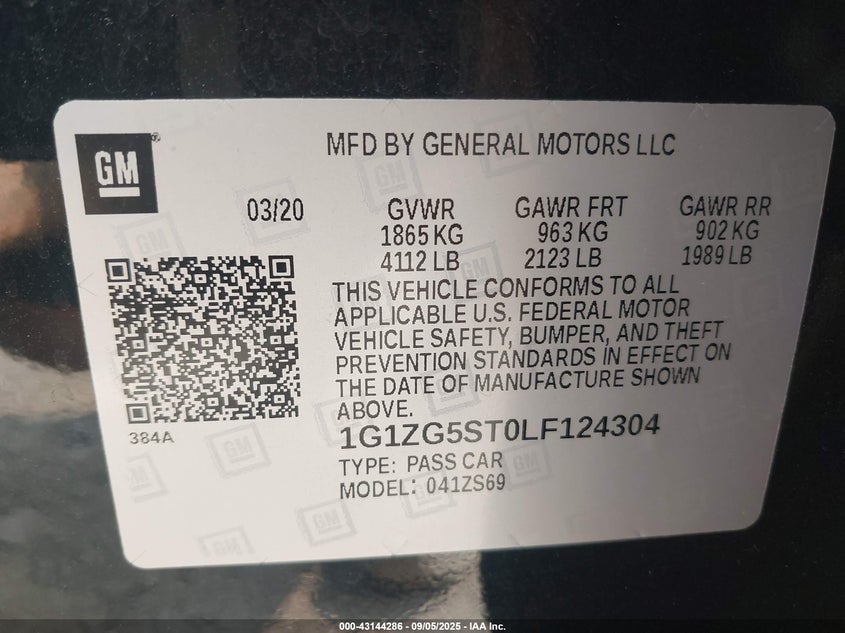 GM
MFD BY GENERAL MOTORS LLC
03/20 GVWR GAWR FRT GAWR RR
1865 KG 963 KG 902 KG
4112 LB 2123 LB 1989 LB
THIS VEHICLE CONFORMS TO ALL
APPLICABLE U.S. FEDERAL MOTOR
VEHICLE SAFETY, BUMPER, AND THEFT
PREVENTION STANDARDS IN EFFECT ON
THE DATE OF MANUFACTURE SHOWN
ABOVE.
384A
1G1ZG5ST0LF124304
TYPE: PASS CAR
MODEL: 041ZS69
000-43144286 - 09/05/2025 - IAA Inc.